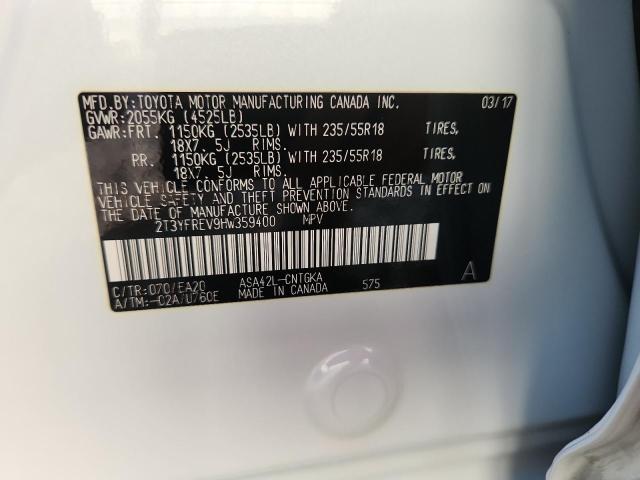 MFD.BY:TOYOTA MOTOR MANUFACTURING CANADA INC. 03/17
GVWR:2055KG (4525LB)
GAWR:FRT. 1150KG (2535LB) WITH 235/55R18 TIRES,
18X7. 5J RIMS.
PR. 1150KG (2535LB) WITH 235/55R18 TIRES,
18X7. 5J RIMS.
THIS VEHICLE CONFORMS TO ALL APPLICABLE FEDERAL MOTOR
VEHICLE SAFETY AND THEFT PREVENTION STANDARDS IN EFFECT ON
THE DATE OF MANUFACTURE SHOWN ABOVE.
2T3YFREV9HW359400 MPV
C/TR:070/EA20 ASA42L-CNTGKA 575 A
A/TM:-02A/U760E MADE IN CANADA